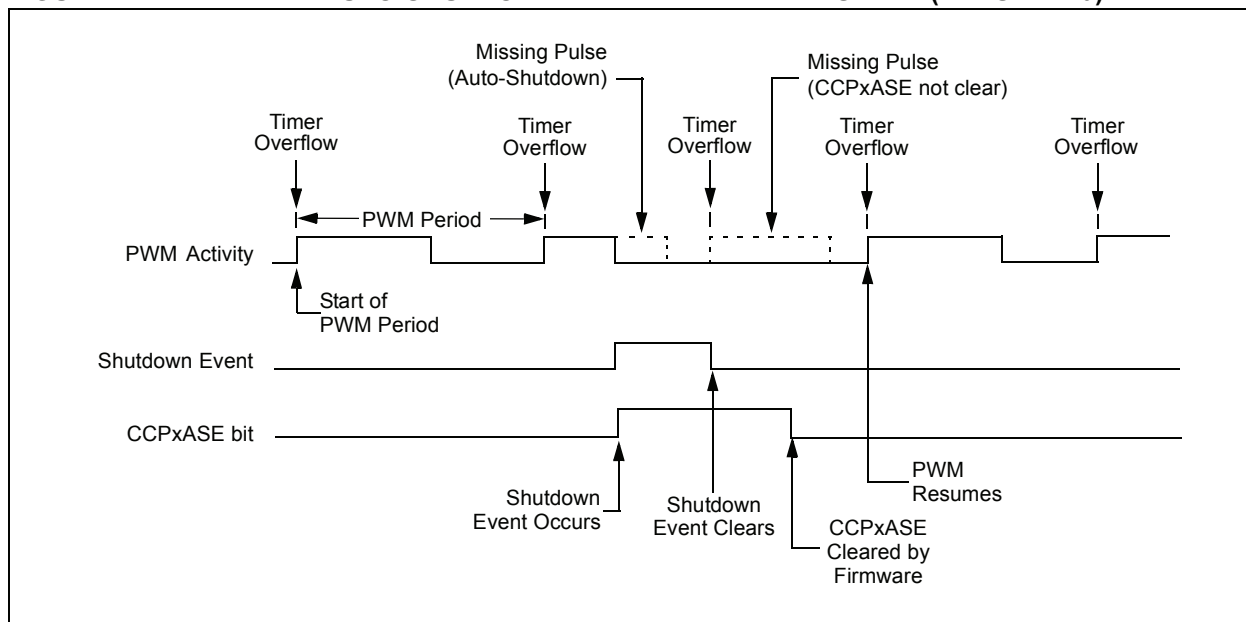 Missing Pulse
(Auto-Shutdown)
Missing Pulse
(CCPxASE not clear)
Timer
Overflow
Timer
Overflow
Timer
Overflow
Timer
Overflow
Timer
Overflow
PWM Period
PWM Activity
Start of
PWM Period
Shutdown Event
CCPxASE bit
Shutdown
Event Occurs
Shutdown
Event Clears
PWM
Resumes
CCPxASE
Cleared by
Firmware